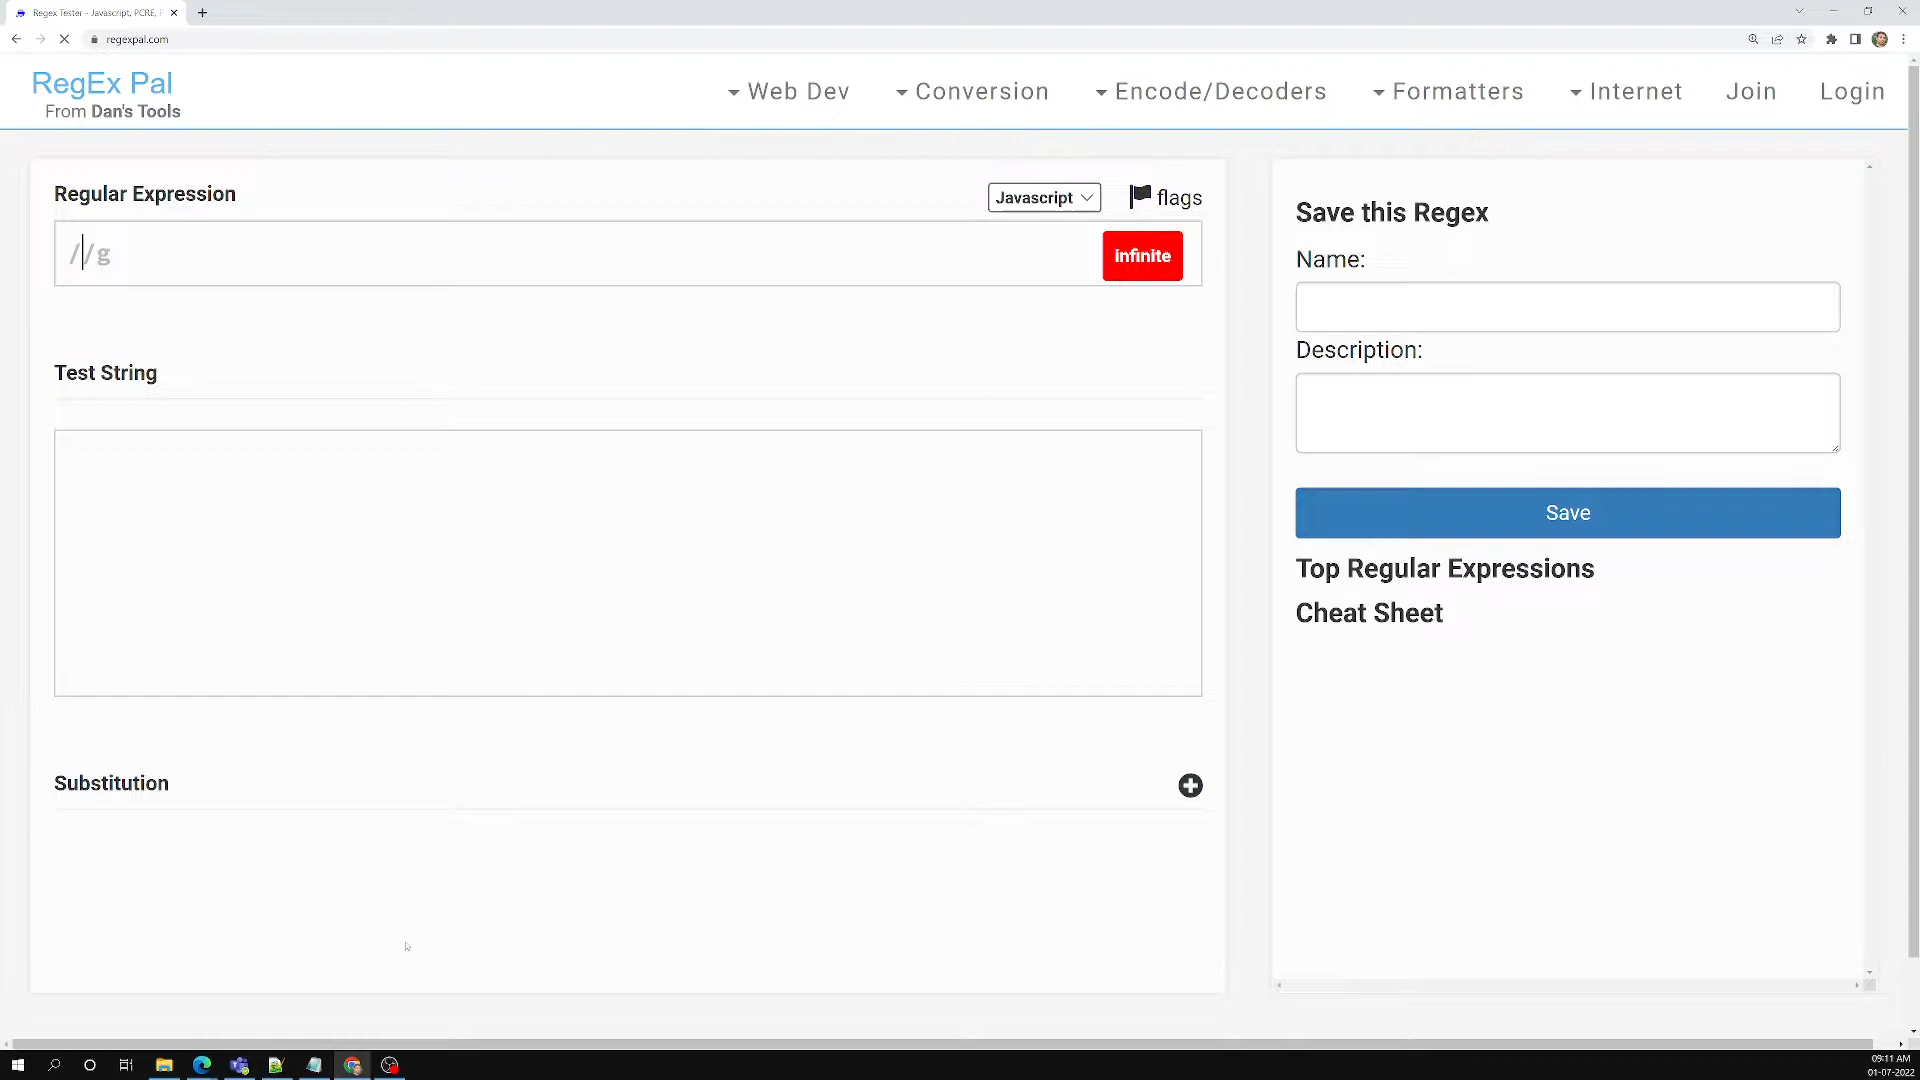 Regex Tester - Javascript, PCRE, P
regexpal.com
RegEx Pal
From Dan's Tools
Web Dev
Conversion
Encode/Decoders
Formatters
Internet
Join
Login
Regular Expression
Javascript
flags
//g
infinite
Test String
Substitution
Save this Regex
Name:
Description:
Save
Top Regular Expressions
Cheat Sheet
09:11 AM
01-07-2022